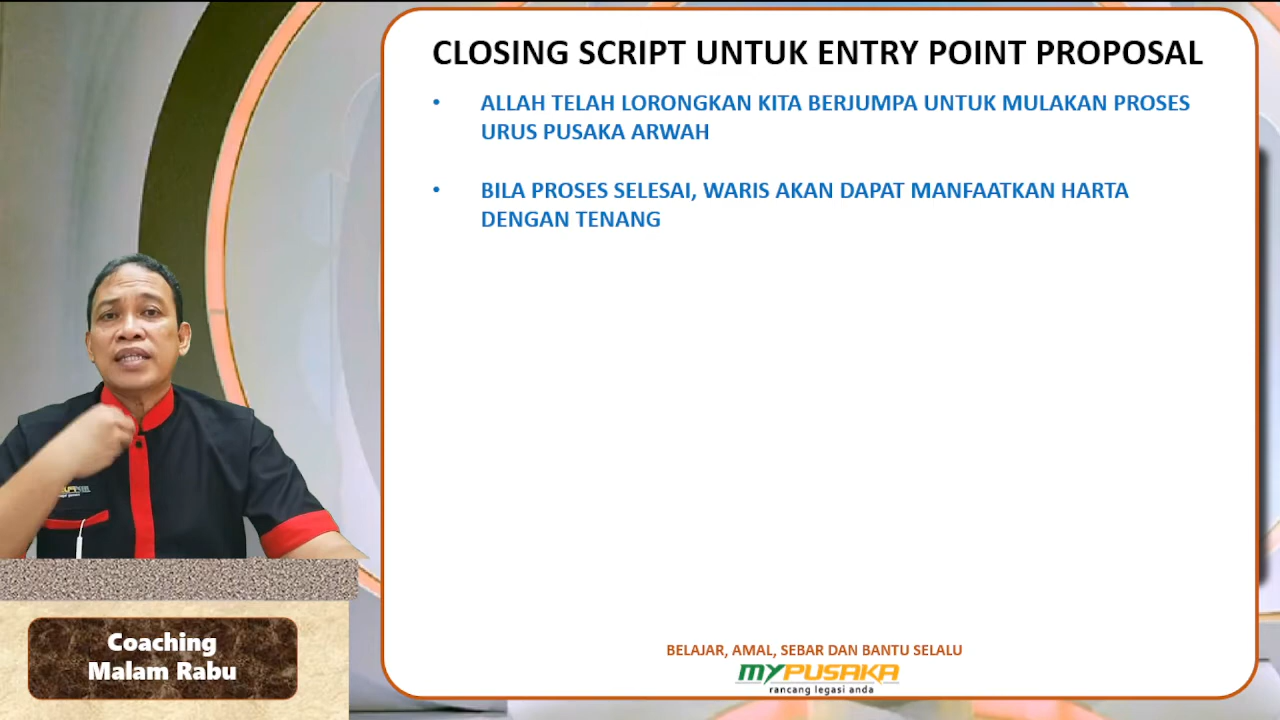 CLOSING SCRIPT UNTUK ENTRY POINT PROPOSAL
• ALLAH TELAH LORONGKAN KITA BERJUMPA UNTUK MULAKAN PROSES
URUS PUSAKA ARWAH
• BILA PROSES SELESAI, WARIS AKAN DAPAT MANFAATKAN HARTA
DENGAN TENANG
Coaching
Malam Rabu
BELAJAR, AMAL, SEBAR DAN BANTU SELALU
MYPUSAKA
rancang legasi anda